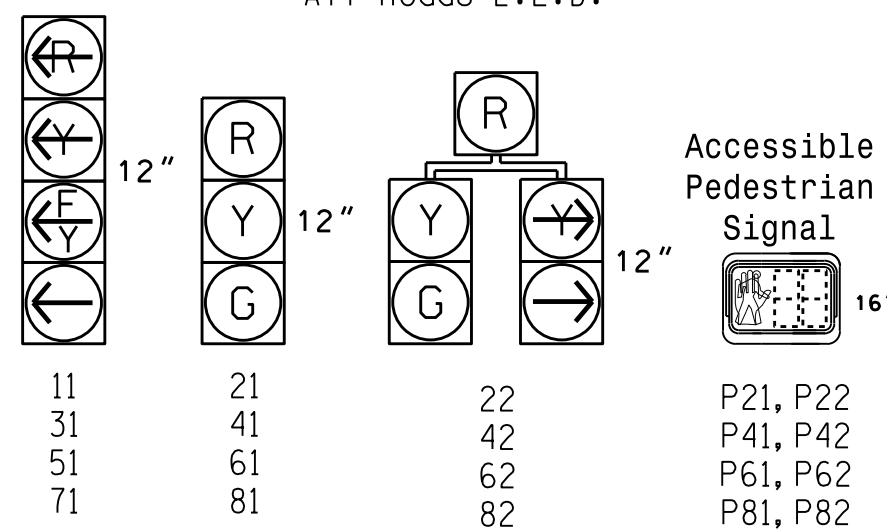 L.E.D.
R
Y
F
Y
12"
R
Y
G
12"
R
Y
G
Y
12"
Accessible
Pedestrian
Signal
11
31
51
71
21
41
61
81
22
42
62
82
P21, P22
P41, P42
P61, P62
P81, P82